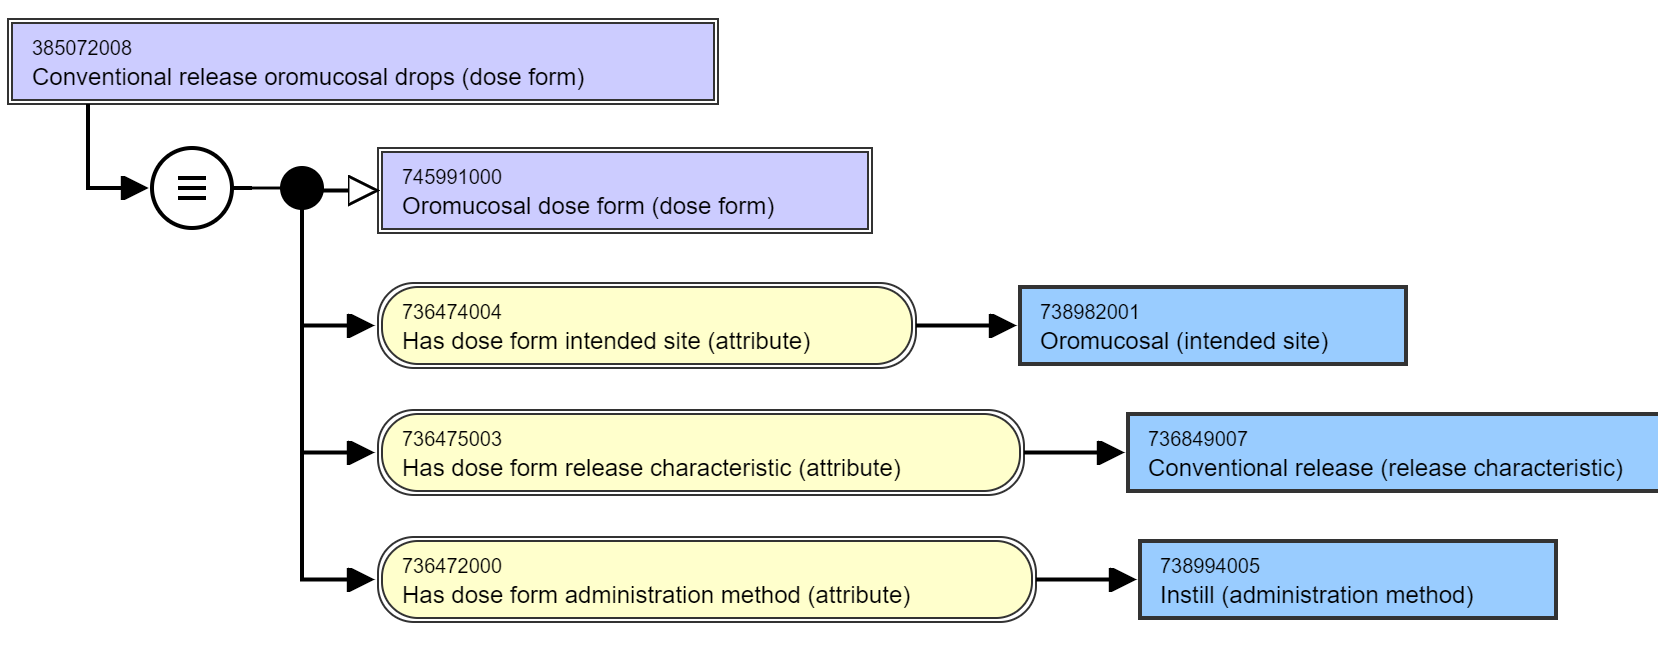 385072008
Conventional release oromucosal drops (dose form)
745991000
Oromucosal dose form (dose form)
736474004
Has dose form intended site (attribute)
738982001
Oromucosal (intended site)
736475003
Has dose form release characteristic (attribute)
736849007
Conventional release (release characteristic)
736472000
Has dose form administration method (attribute)
738994005
Instill (administration method)